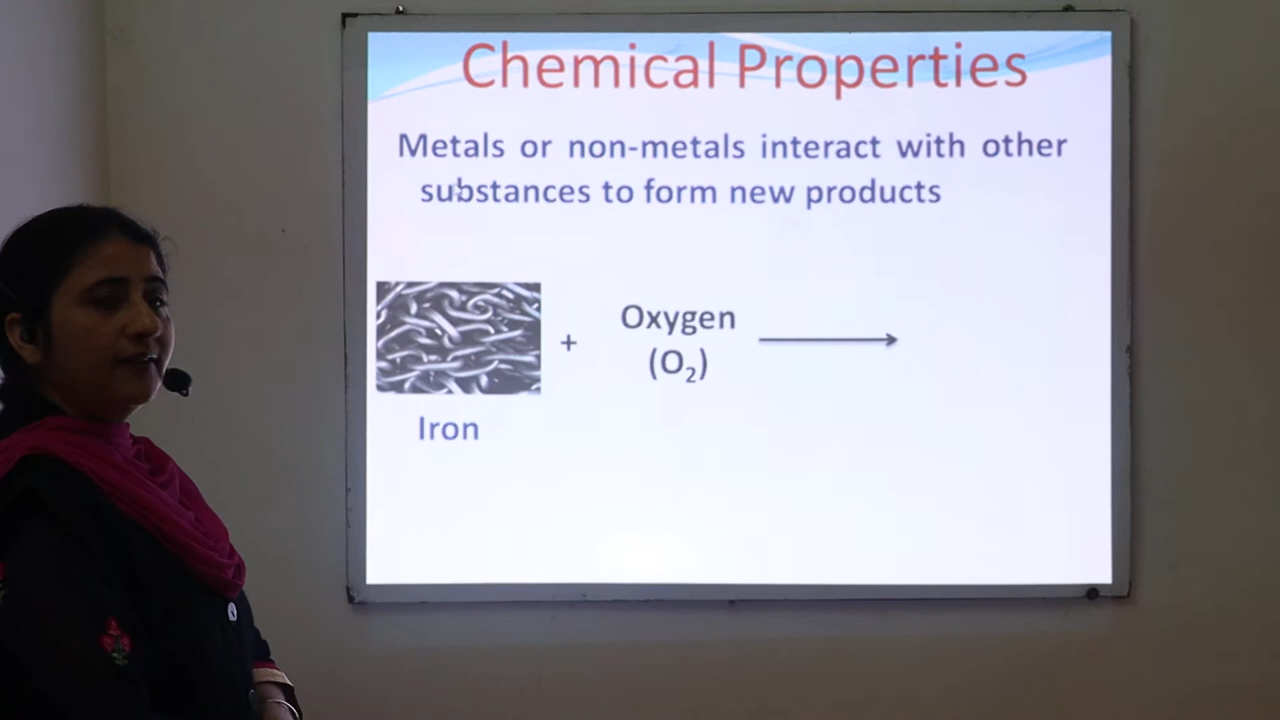 Chemical Properties
Metals or non-metals interact with other
substances to form new products
+
Oxygen
(O₂)
Iron